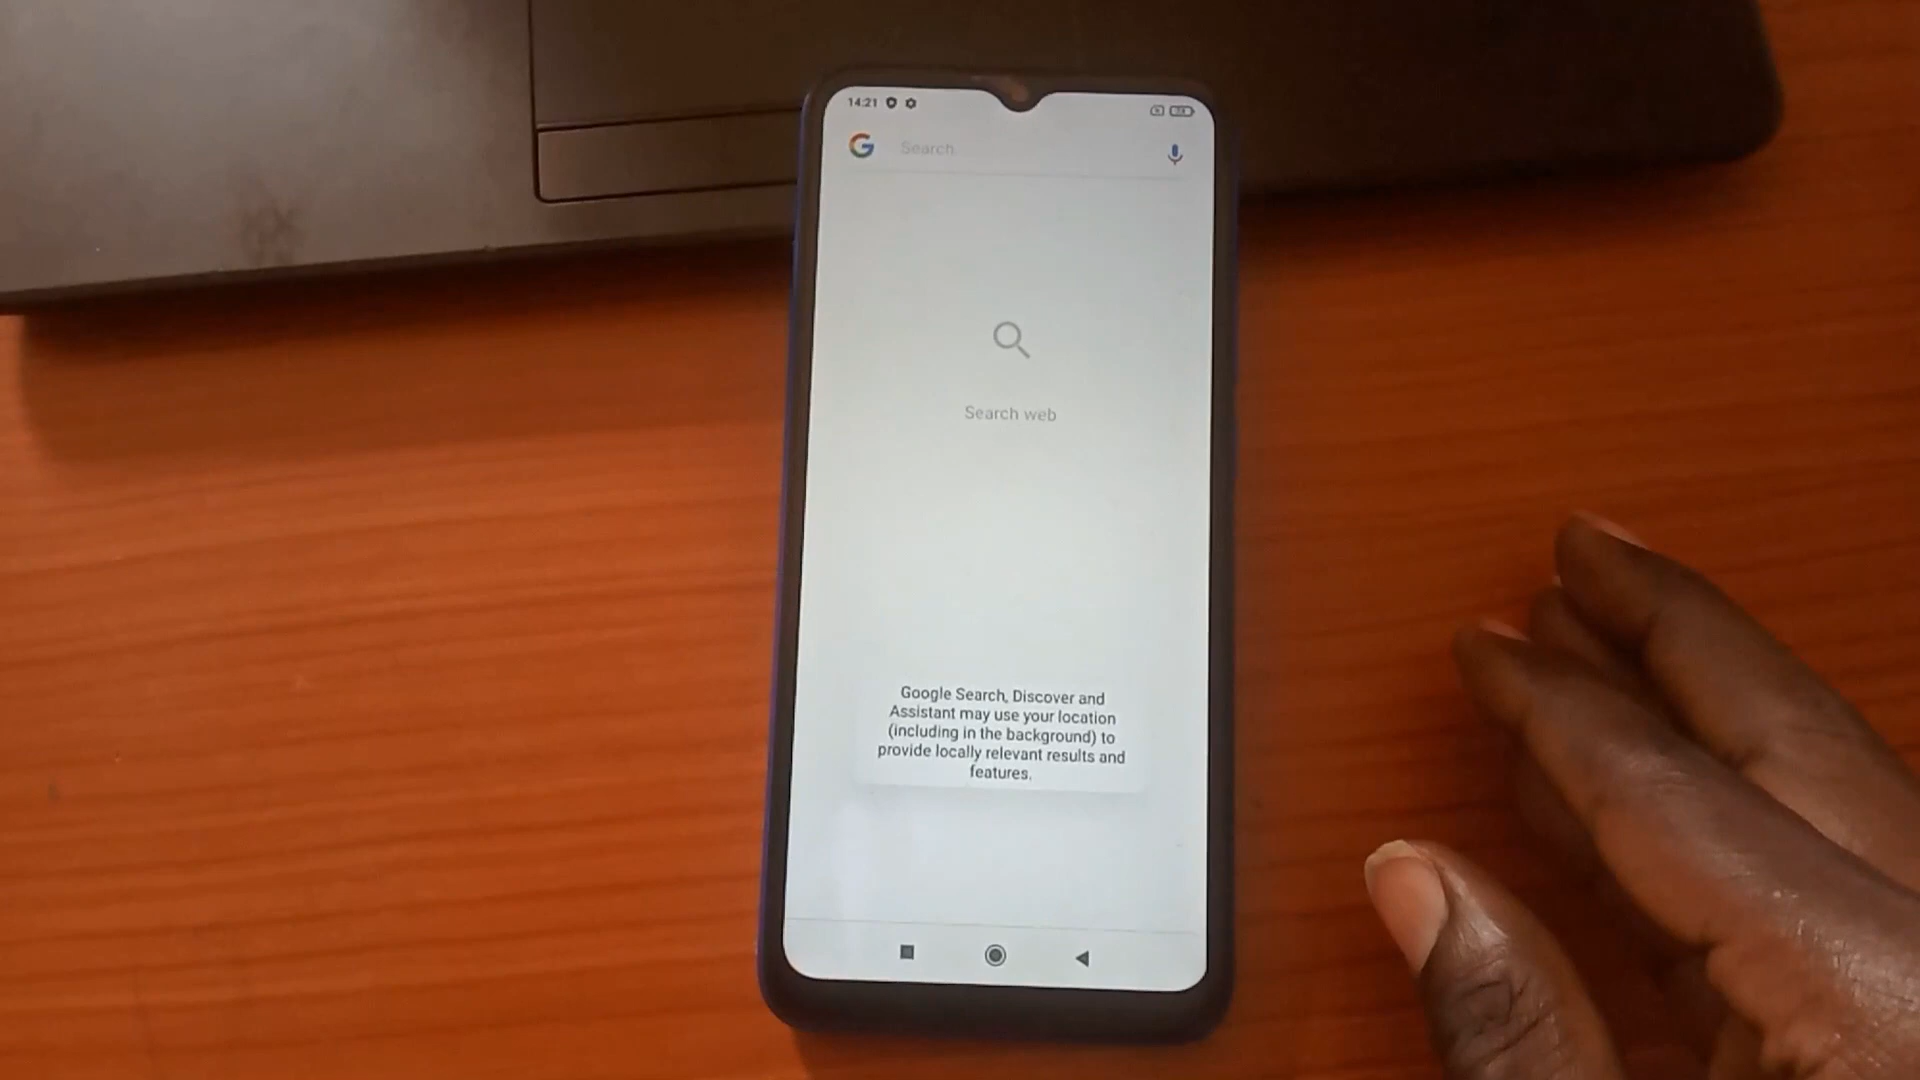 14:21
Search
Search web
Google Search, Discover and
Assistant may use your location
(including in the background) to
provide locally relevant results and
features.